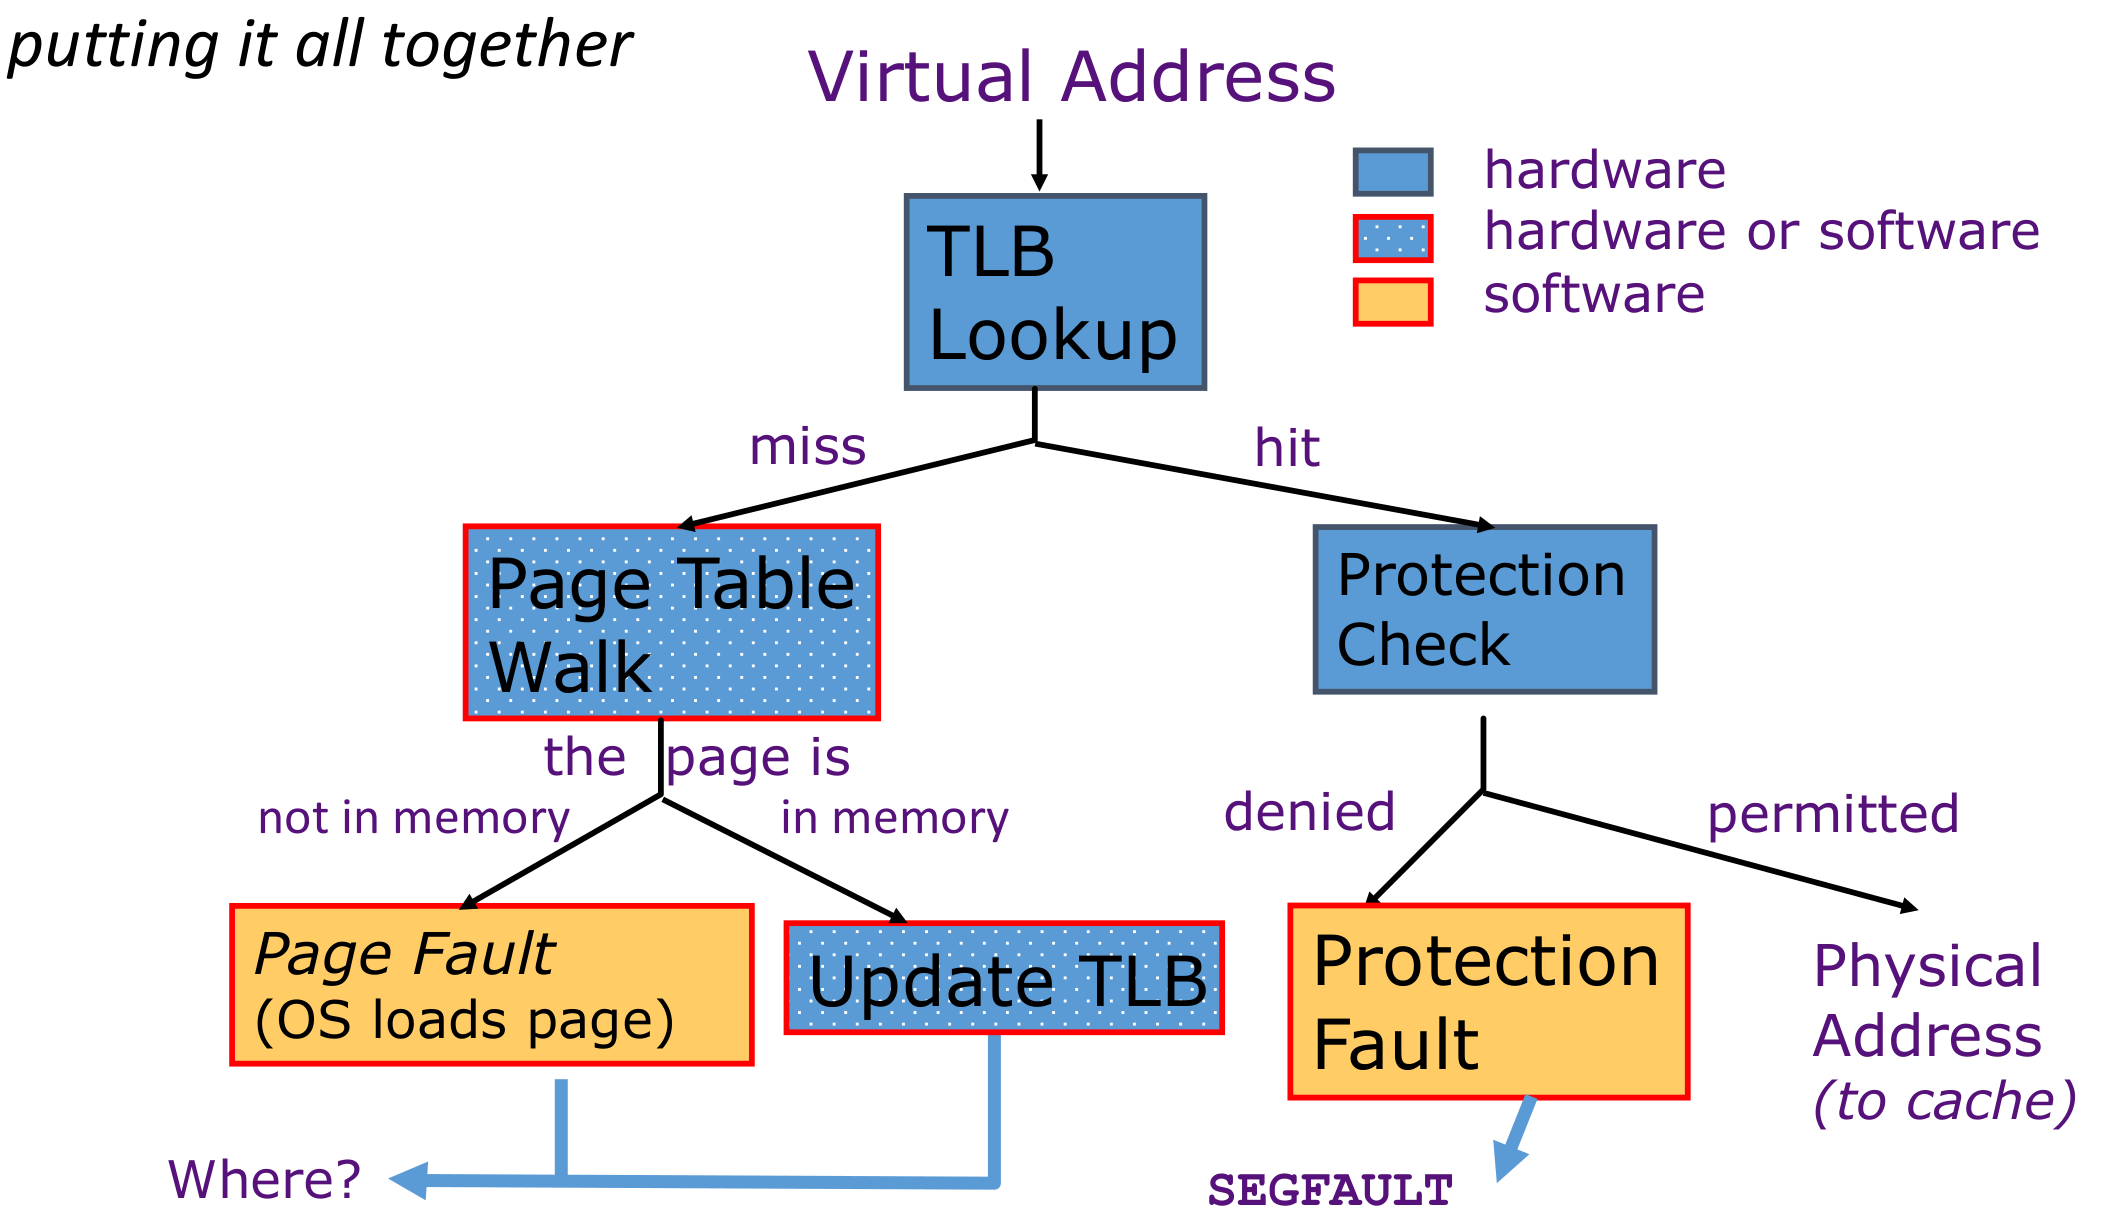 putting it all together
Virtual Address
hardware
hardware or software
software
TLB
Lookup
miss
hit
Page Table
Walk
Protection
Check
the page is
not in memory
in memory
denied
permitted
Page Fault
(OS loads page)
Update TLB
Protection
Fault
Physical
Address
(to cache)
Where?
SEGFAULT